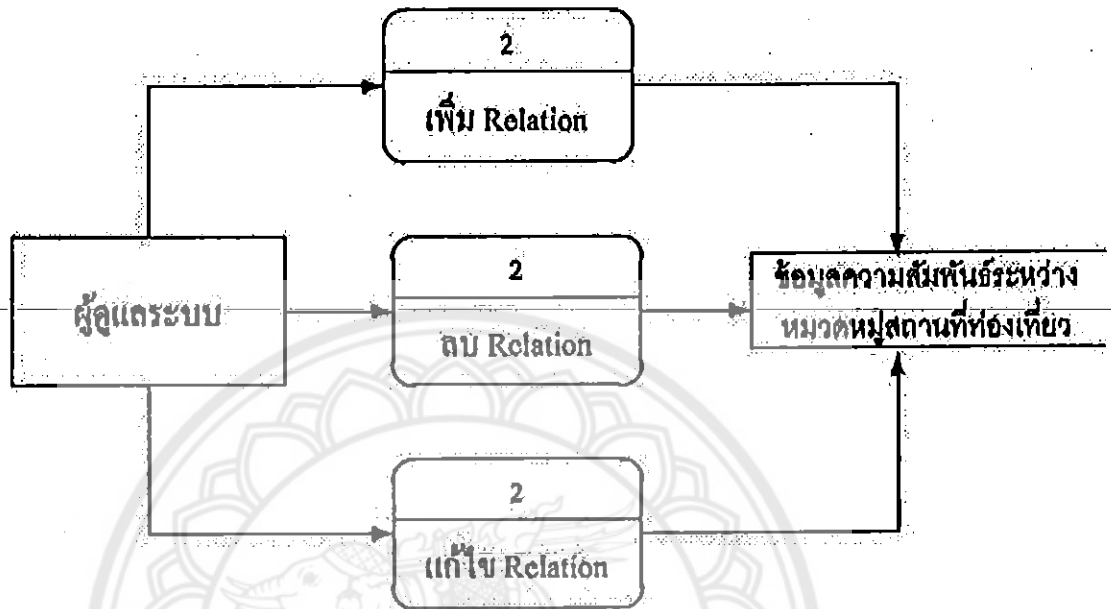 2
เพิ่ม Relation
ผู้ดูแลระบบ
2
ลบ Relation
ข้อมูลความสัมพันธ์ระหว่าง
หมวดหมู่สถานที่ท่องเที่ยว
2
แก้ไข Relation